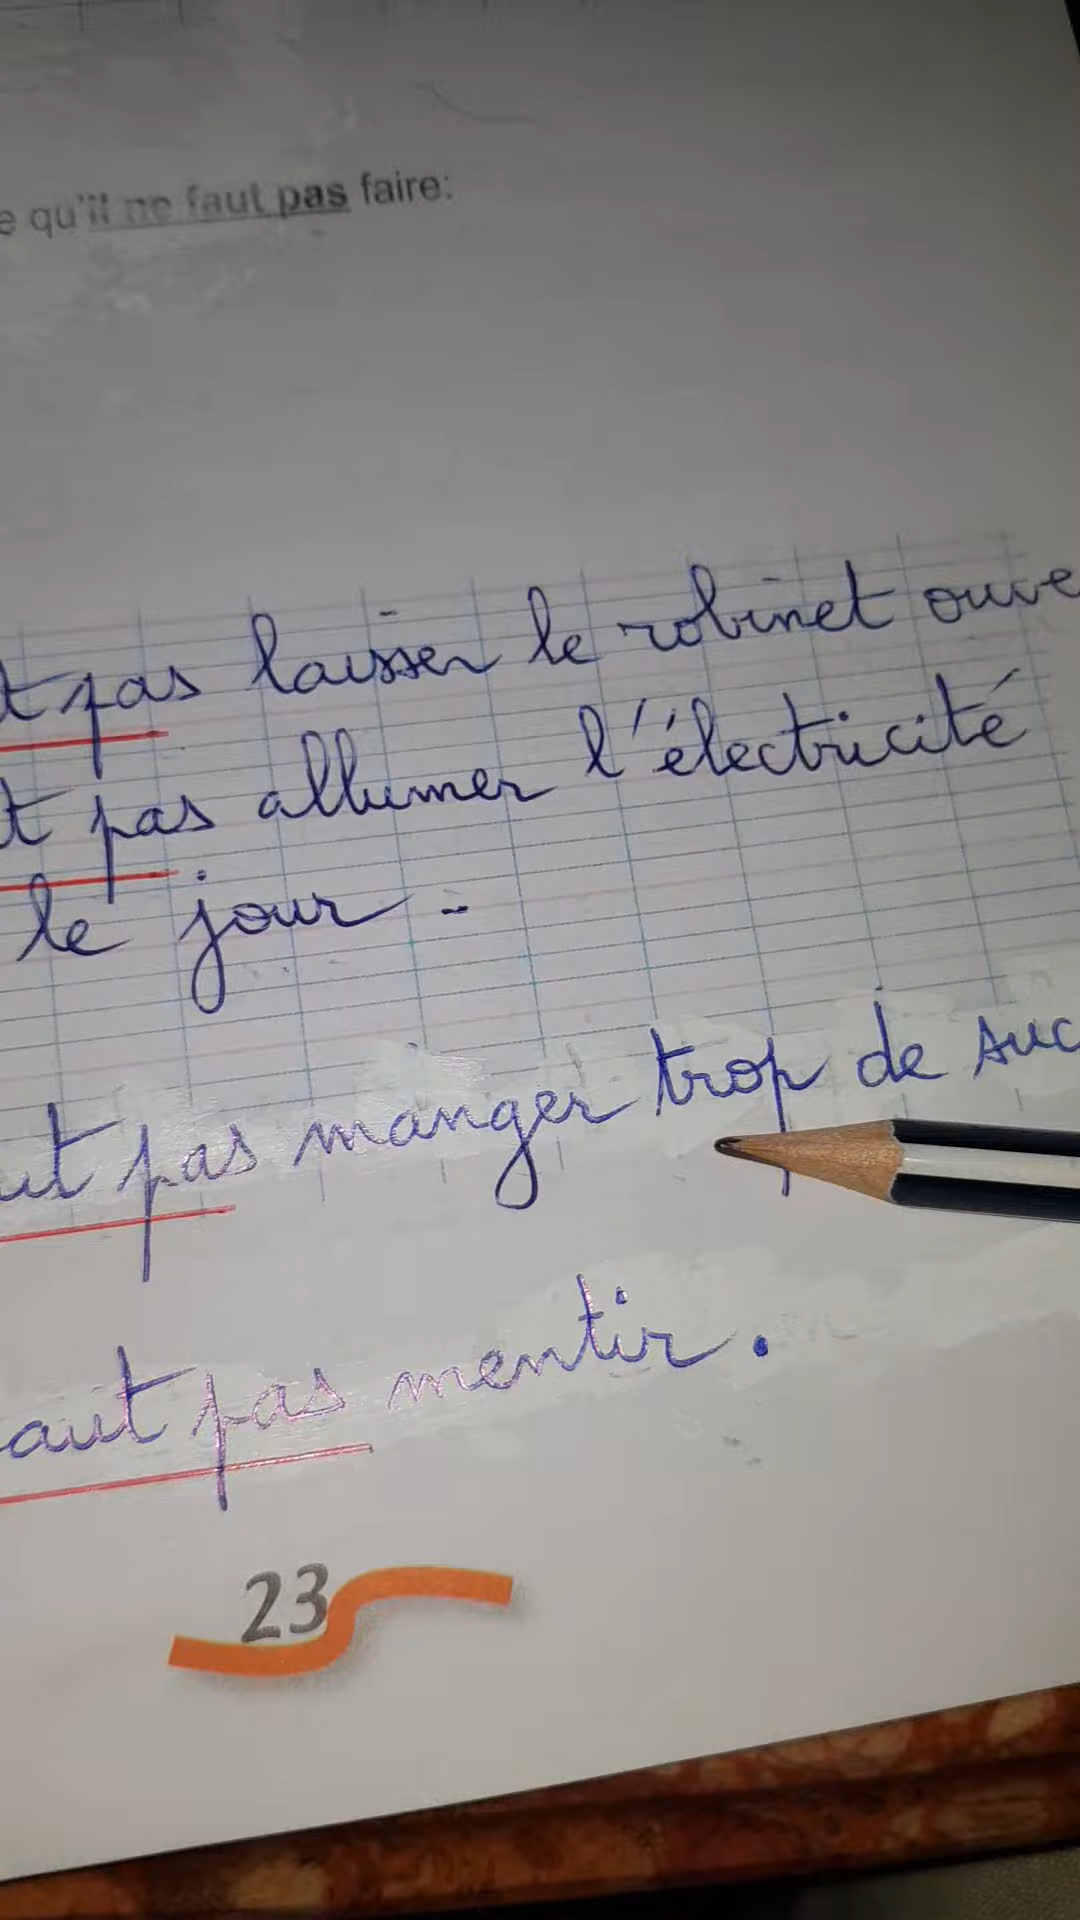 e qu'il ne faut pas faire:
t pas laisser le robinet ouve
t pas allumer l'électricité
le jour -
ut pas manger trop de suc
aut pas mentir.
23